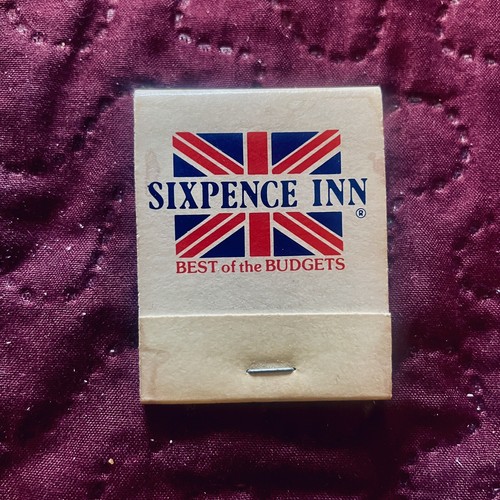 SIXPENCE INN
®
BEST of the BUDGETS